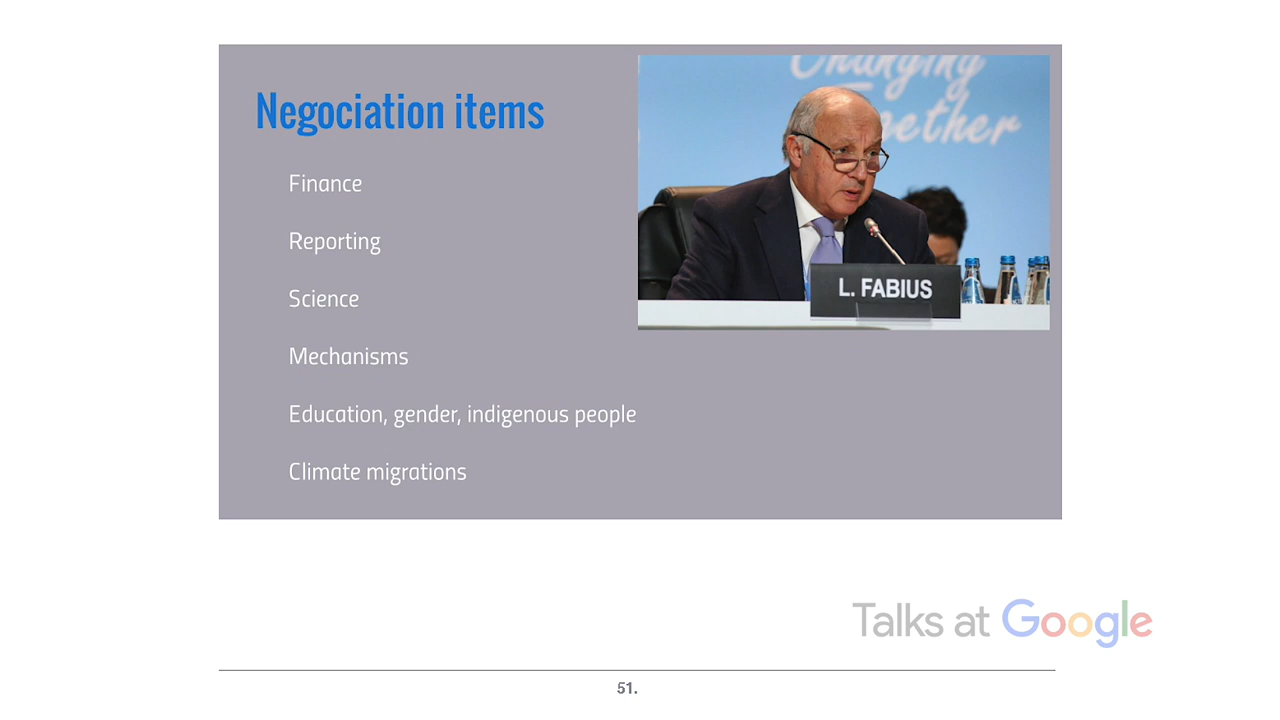 Negociation items
Finance
Reporting
Science
Mechanisms
Education, gender, indigenous people
Climate migrations
Changing
Together
L. FABIUS
Talks at Google
51.